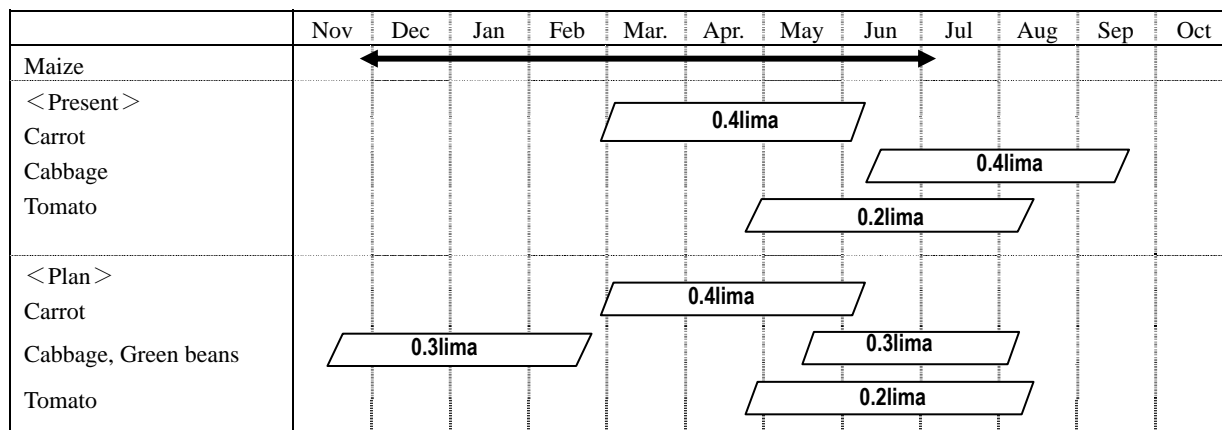 Nov Dec Jan Feb Mar. Apr. May Jun Jul Aug Sep Oct
Maize
＜Present＞
Carrot 0.4lima
Cabbage 0.4lima
Tomato 0.2lima
＜Plan＞
Carrot 0.4lima
Cabbage, Green beans 0.3lima 0.3lima
Tomato 0.2lima